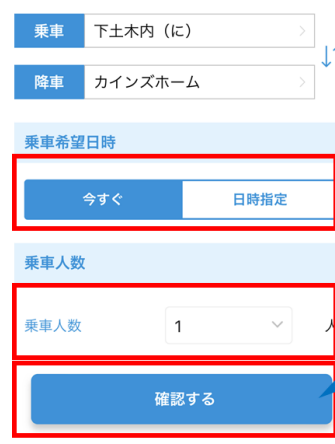 乗車 下土木内（に）
降車 カインズホーム
乗車希望日時
今すぐ 日時指定
乗車人数
乗車人数 1 人
確認する